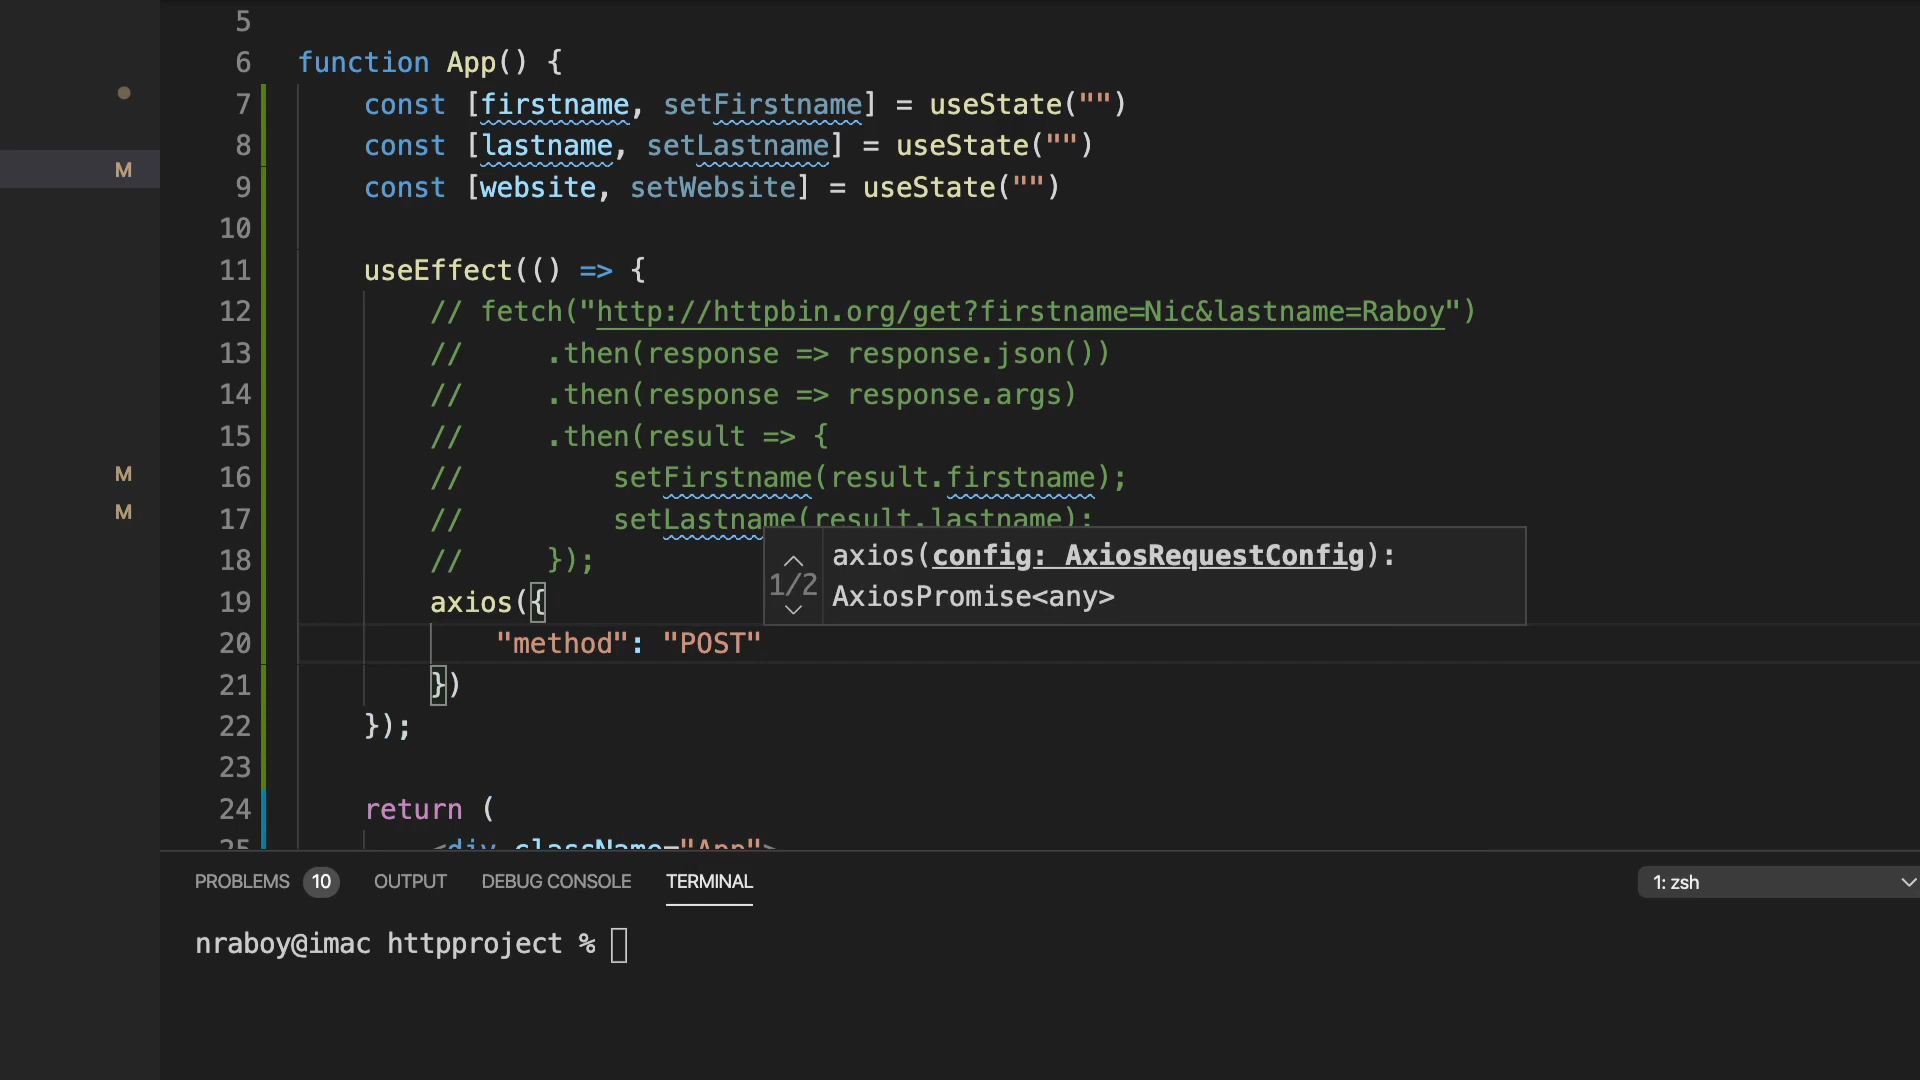 5
6 function App() {
7 const [firstname, setFirstname] = useState("")
8 const [lastname, setLastname] = useState("")
M
9 const [website, setWebsite] = useState("")
10
11 useEffect(() => {
12 // fetch("http://httpbin.org/get?firstname=Nic&lastname=Raboy")
13 // .then(response => response.json())
14 // .then(response => response.args)
15 // .then(result => {
M
16 // setFirstname(result.firstname);
M
17 // setLastname(result.lastname);
18 // });
axios(config: AxiosRequestConfig):
1/2
AxiosPromise<any>
19 axios({
20 "method": "POST"
21 })
22 });
23
24 return (
25 <div className="App">
PROBLEMS 10 OUTPUT DEBUG CONSOLE TERMINAL 1: zsh
nraboy@imac httpproject %